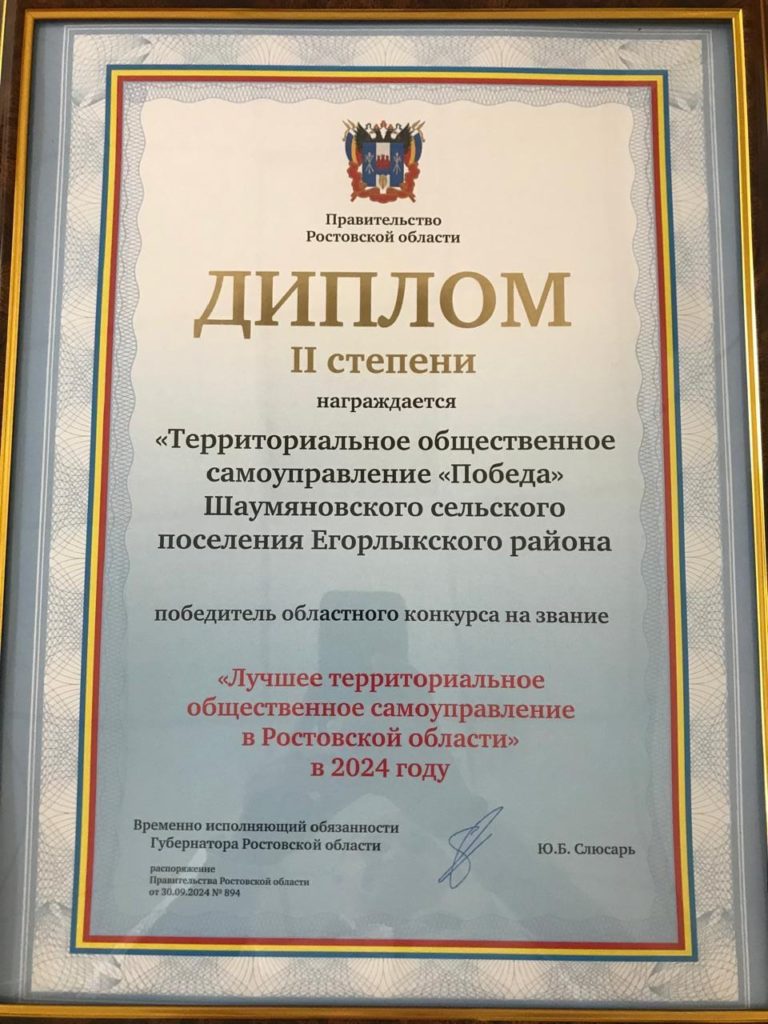 Правительство
Ростовской области
ДИПЛОМ
II степени
награждается
«Территориальное общественное
самоуправление «Победа»
Шаумяновского сельского
поселения Егорлыкского района
победитель областного конкурса на звание
«Лучшее территориальное
общественное самоуправление
в Ростовской области»
в 2024 году
Временно исполняющий обязанности
Губернатора Ростовской области
Ю.Б. Слюсарь
распоряжение
Правительства Ростовской области
от 30.09.2024 № 894